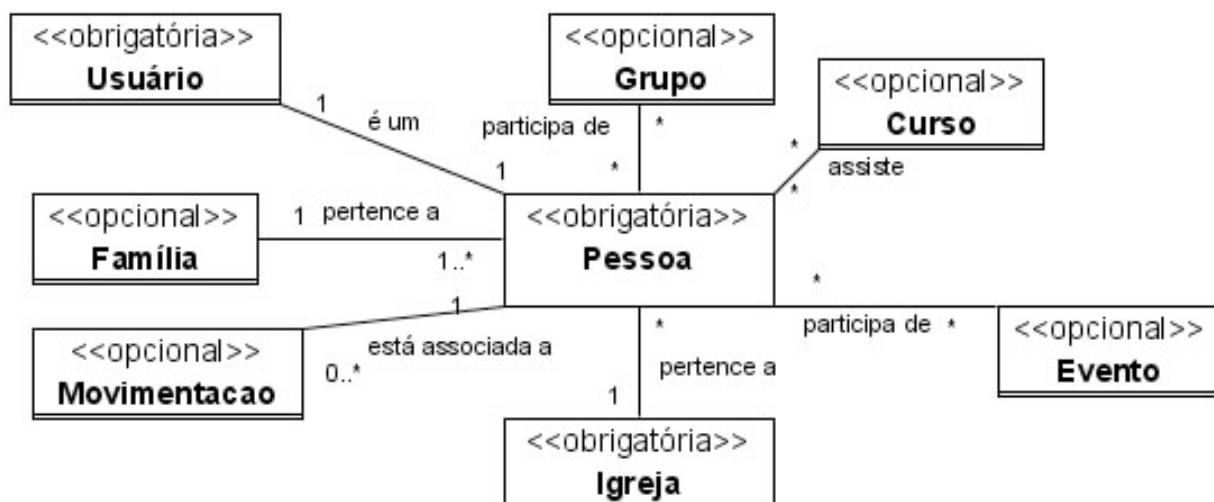 <<obrigatória>>
Usuário
<<opcional>>
Grupo
<<opcional>>
Curso
1
é um
1
participa de
*
*
*
assiste
*
<<opcional>>
Família
1
pertence a
1..*
<<obrigatória>>
Pessoa
<<opcional>>
Movimentacao
1
está associada a
0..*
*
pertence a
1
*
participa de
*
<<opcional>>
Evento
<<obrigatória>>
Igreja